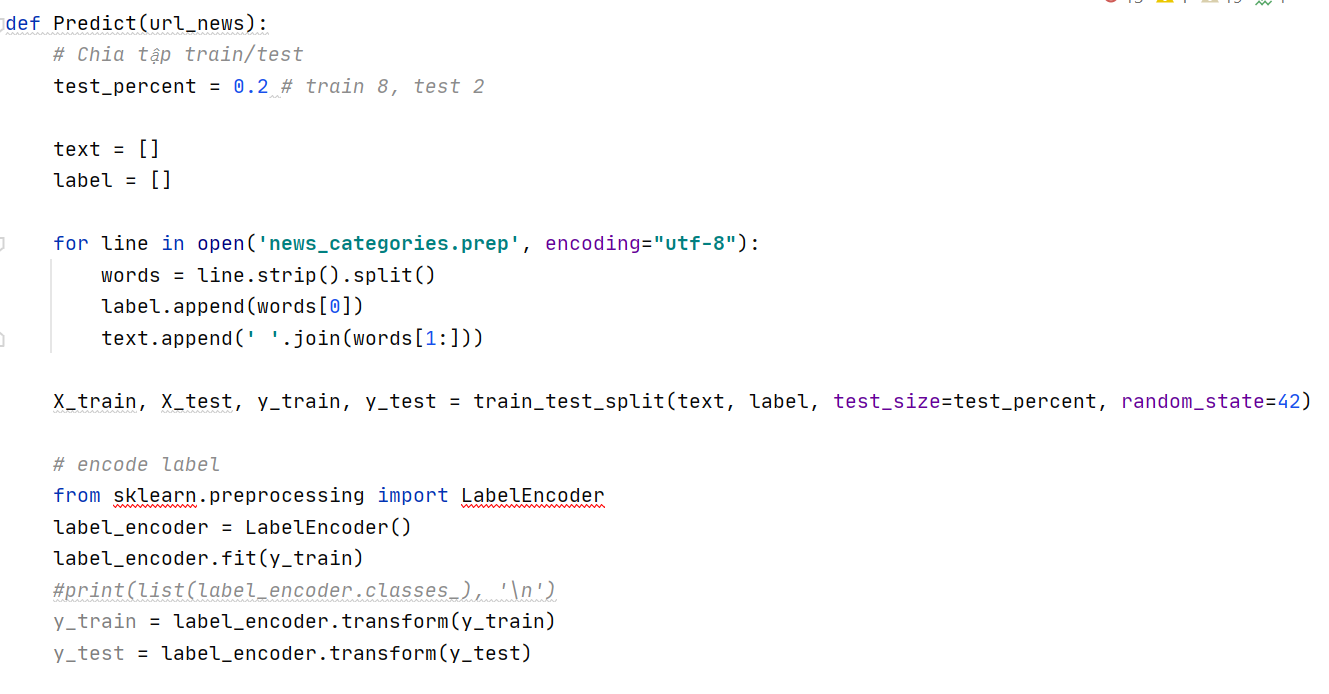 def Predict(url_news):
    # Chia tập train/test
    test_percent = 0.2 # train 8, test 2
    text = []
    label = []
    for line in open('news_categories.prep', encoding="utf-8"):
        words = line.strip().split()
        label.append(words[0])
        text.append(' '.join(words[1:]))
    X_train, X_test, y_train, y_test = train_test_split(text, label, test_size=test_percent, random_state=42)
    # encode label
    from sklearn.preprocessing import LabelEncoder
    label_encoder = LabelEncoder()
    label_encoder.fit(y_train)
    #print(list(label_encoder.classes_), '\n')
    y_train = label_encoder.transform(y_train)
    y_test = label_encoder.transform(y_test)